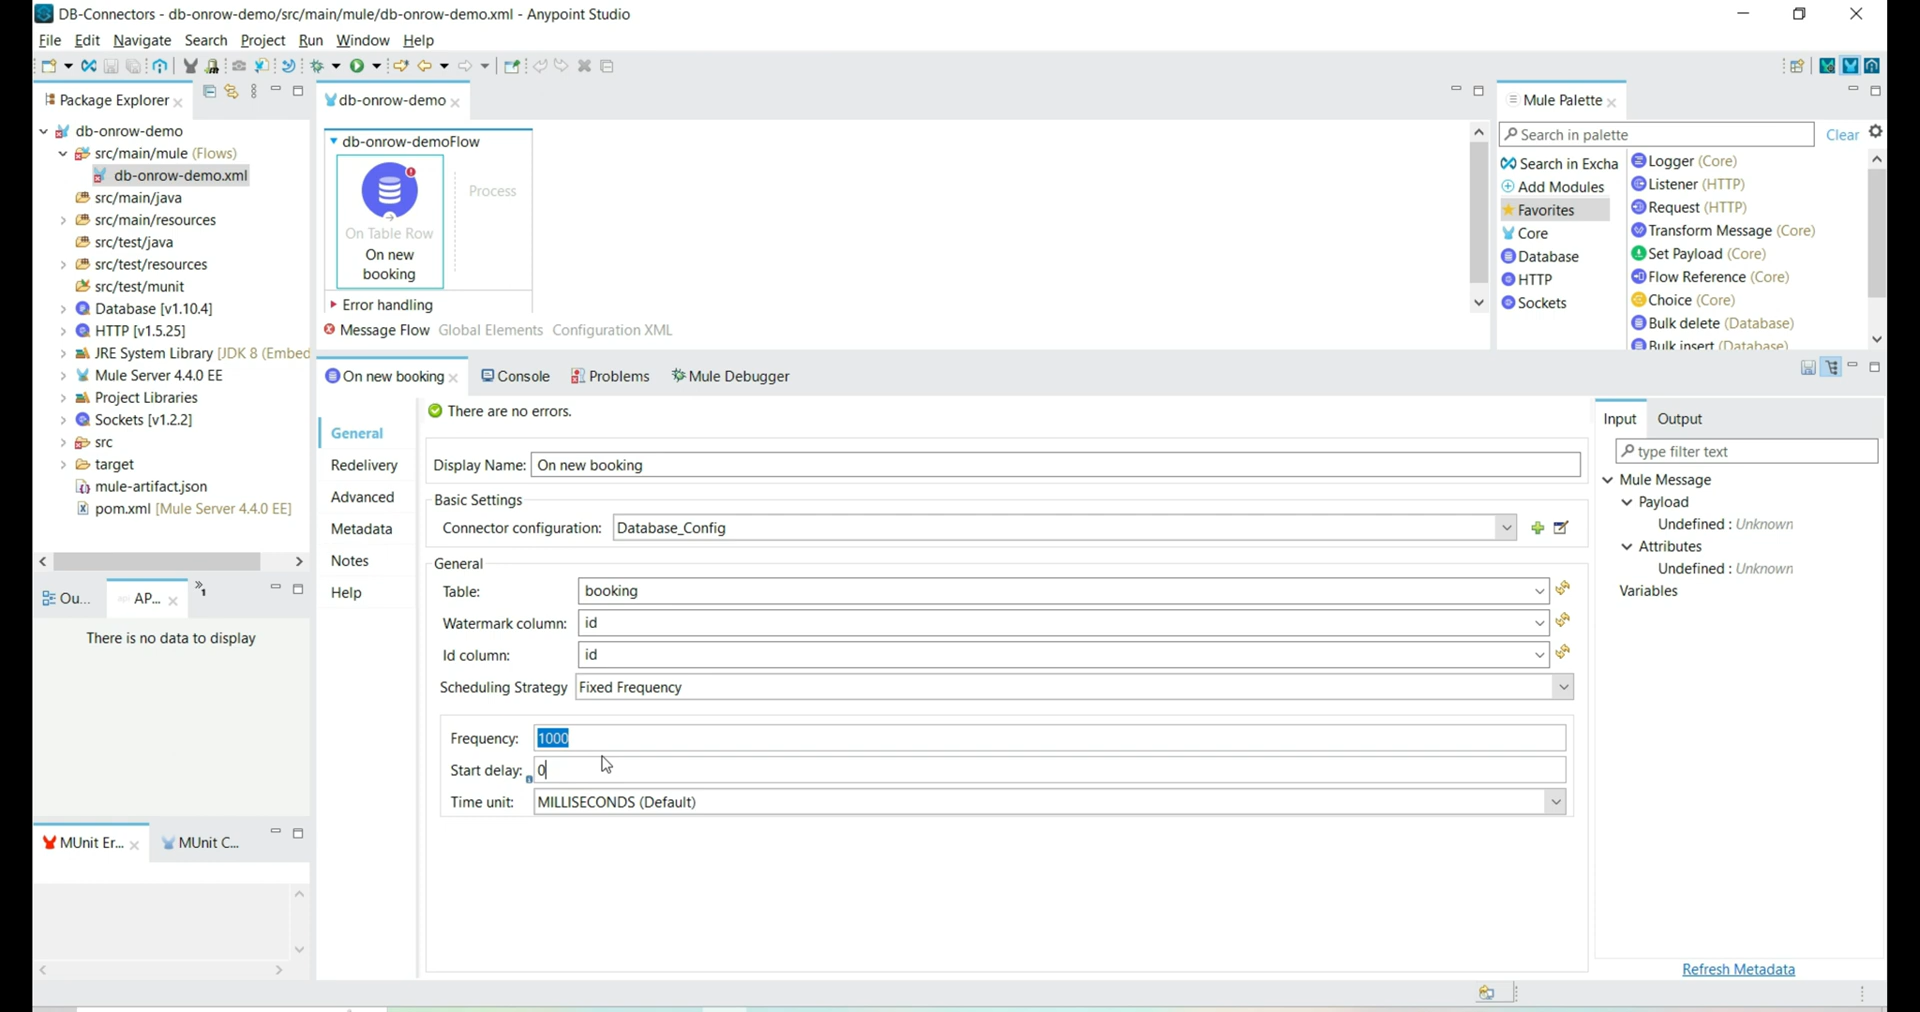 DB-Connectors - db-onrow-demo/src/main/mule/db-onrow-demo.xml - Anypoint Studio
File Edit Navigate Search Project Run Window Help
Package Explorer
db-onrow-demo
src/main/mule (Flows)
db-onrow-demo.xml
src/main/java
src/main/resources
src/test/java
src/test/resources
src/test/munit
Database [v1.10.4]
HTTP [v1.5.25]
JRE System Library [JDK 8 (Embed
Mule Server 4.4.0 EE
Project Libraries
Sockets [v1.2.2]
src
target
mule-artifact.json
pom.xml [Mule Server 4.4.0 EE]
Ou...
AP...
1
There is no data to display
MUnit Er...
MUnit C...
db-onrow-demo
db-onrow-demoFlow
On Table Row
On new
booking
Process
Error handling
Message Flow Global Elements Configuration XML
Mule Palette
Search in palette
Clear
Search in Excha
Add Modules
Favorites
Core
Database
HTTP
Sockets
Logger (Core)
Listener (HTTP)
Request (HTTP)
Transform Message (Core)
Set Payload (Core)
Flow Reference (Core)
Choice (Core)
Bulk delete (Database)
Bulk insert (Database)
On new booking
Console
Problems
Mule Debugger
General
Redelivery
Advanced
Metadata
Notes
Help
There are no errors.
Display Name: On new booking
Basic Settings
Connector configuration: Database_Config
General
Table: booking
Watermark column: id
Id column: id
Scheduling Strategy Fixed Frequency
Frequency: 1000
Start delay: 0
Time unit: MILLISECONDS (Default)
Input Output
type filter text
Mule Message
Payload
Undefined : Unknown
Attributes
Undefined : Unknown
Variables
Refresh Metadata